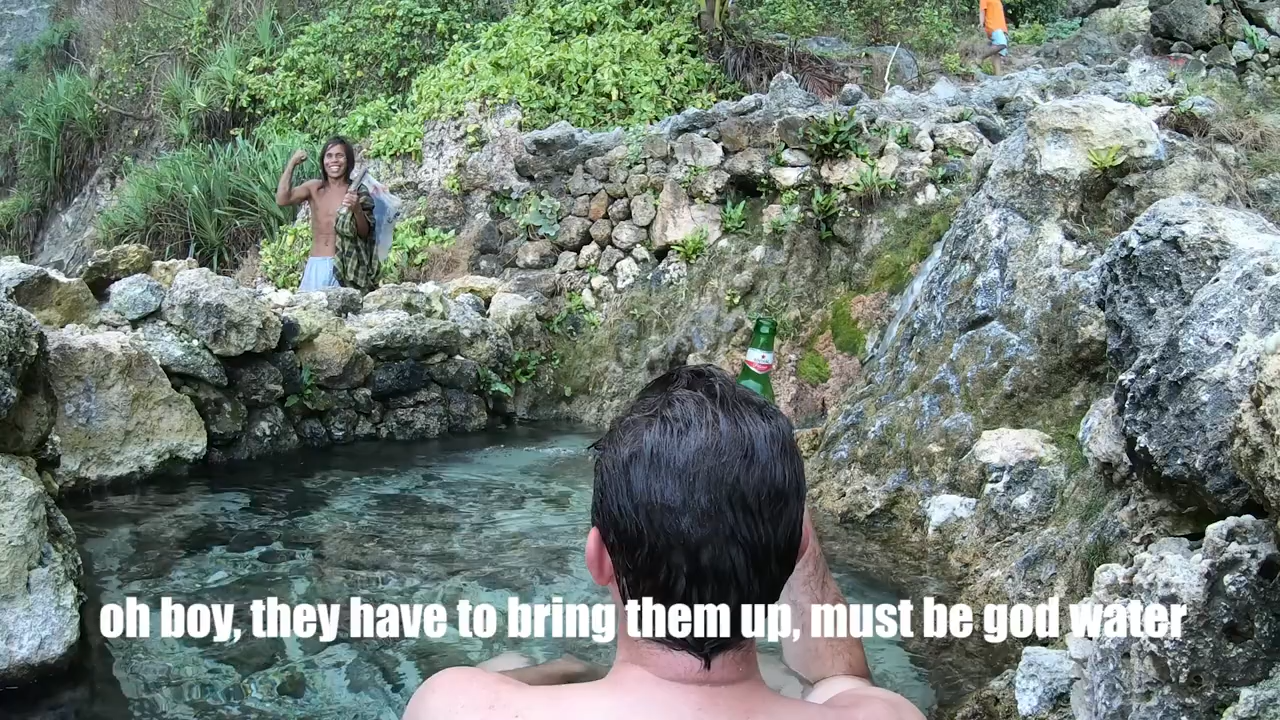 oh boy, they have to bring them up, must be god water